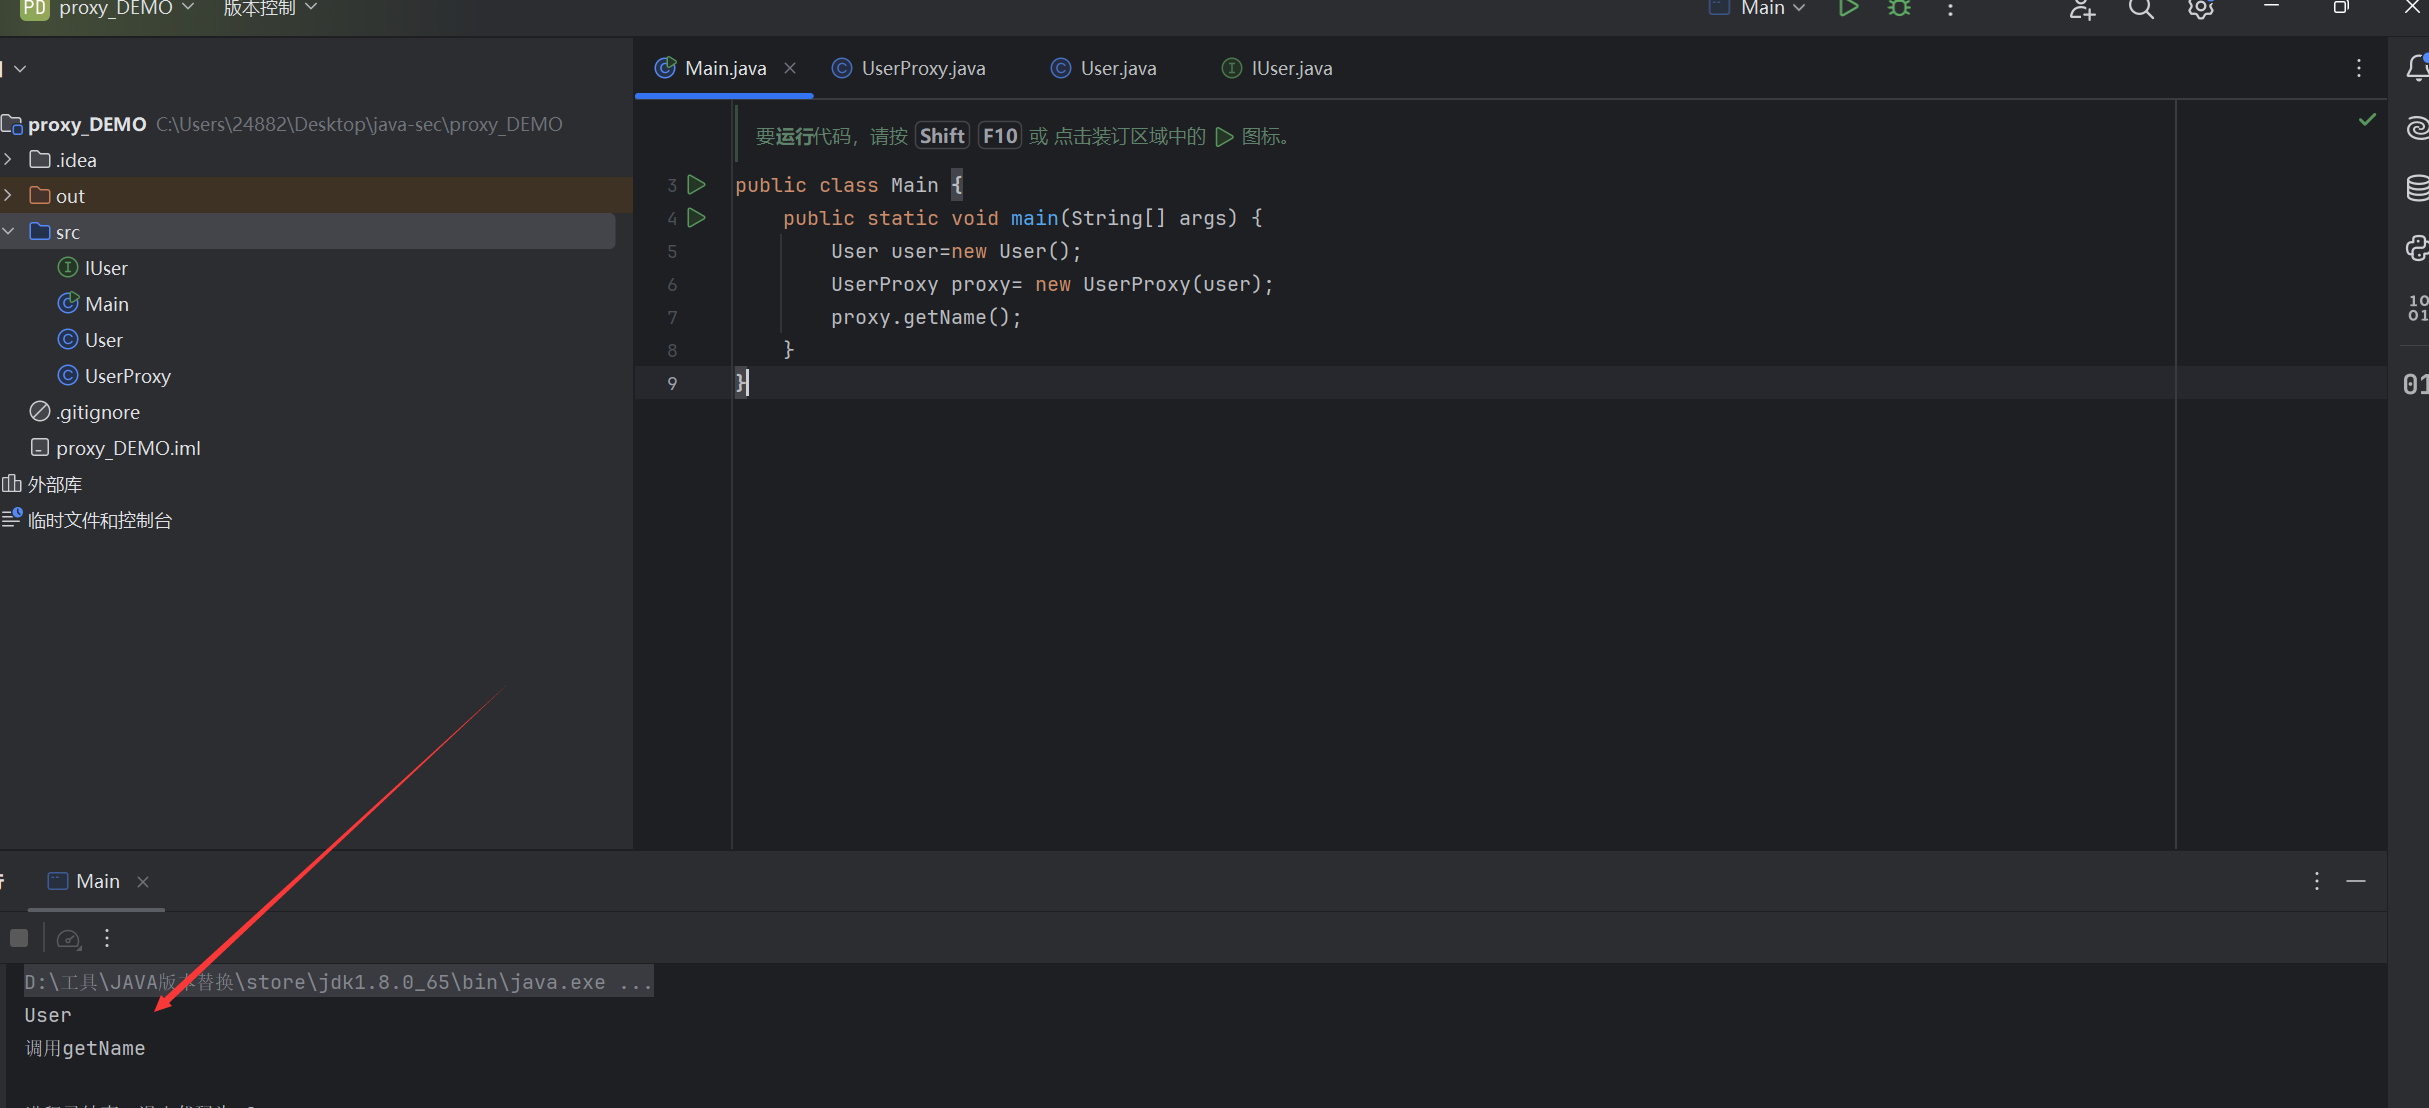 PD proxy_DEMO 版本控制 Main
Main.java UserProxy.java User.java IUser.java
proxy_DEMO C:\Users\24882\Desktop\java-sec\proxy_DEMO
.idea
out
src
IUser
Main
User
UserProxy
.gitignore
proxy_DEMO.iml
外部库
临时文件和控制台
要运行代码，请按 Shift F10 或 点击装订区域中的 图标。
3 public class Main {
4 public static void main(String[] args) {
5 User user=new User();
6 UserProxy proxy= new UserProxy(user);
7 proxy.getName();
8 }
9 }
10
01
01
Main
D:\工具\JAVA版本替换\store\jdk1.8.0_65\bin\java.exe ...
User
调用getName